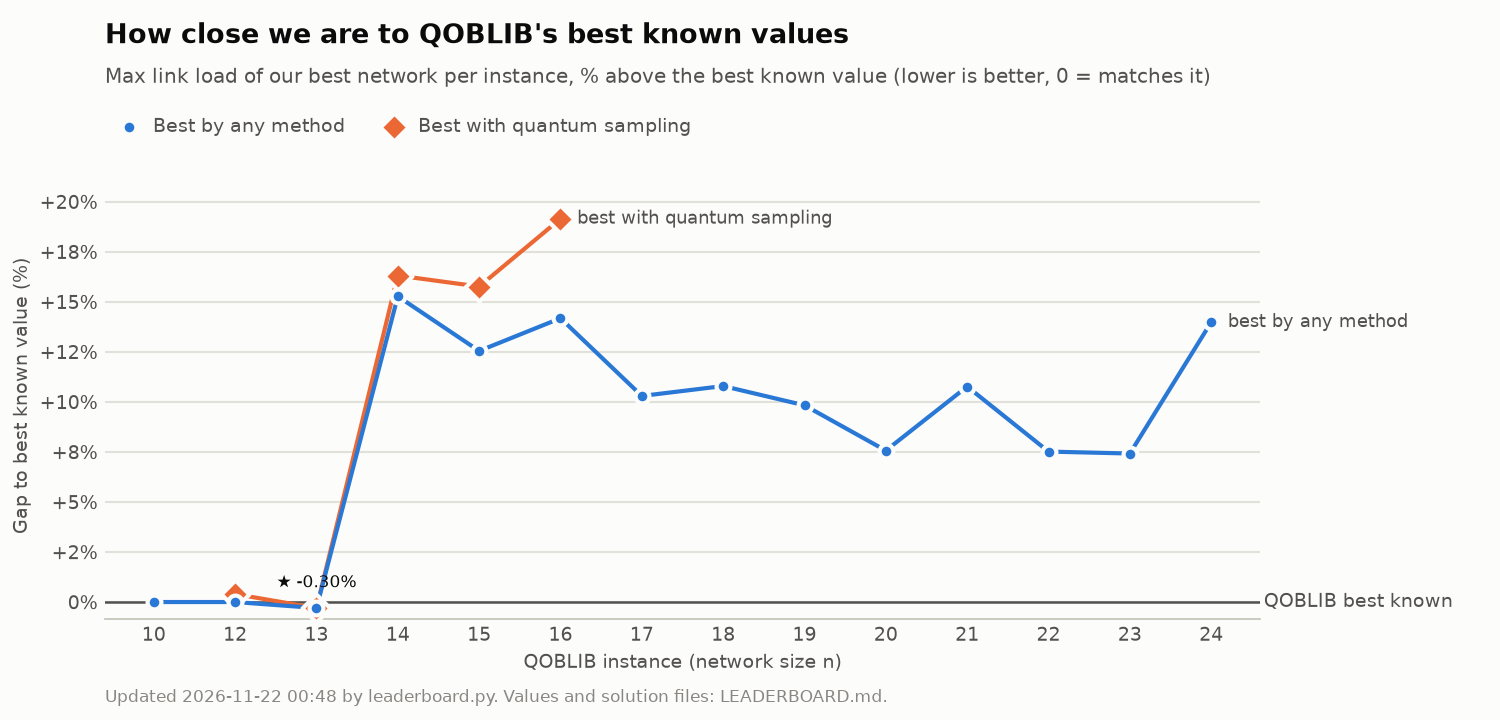 How close we are to QOBLIB's best known values
Max link load of our best network per instance, % above the best known value (lower is better, 0 = matches it)
Best by any method
Best with quantum sampling
+20%
best with quantum sampling
+18%
+15%
best by any method
+12%
+10%
+8%
+5%
+2%
★ -0.30%
0%
QOBLIB best known
Gap to best known value (%)
10 12 13 14 15 16 17 18 19 20 21 22 23 24
QOBLIB instance (network size n)
Updated 2026-11-22 00:48 by leaderboard.py. Values and solution files: LEADERBOARD.md.